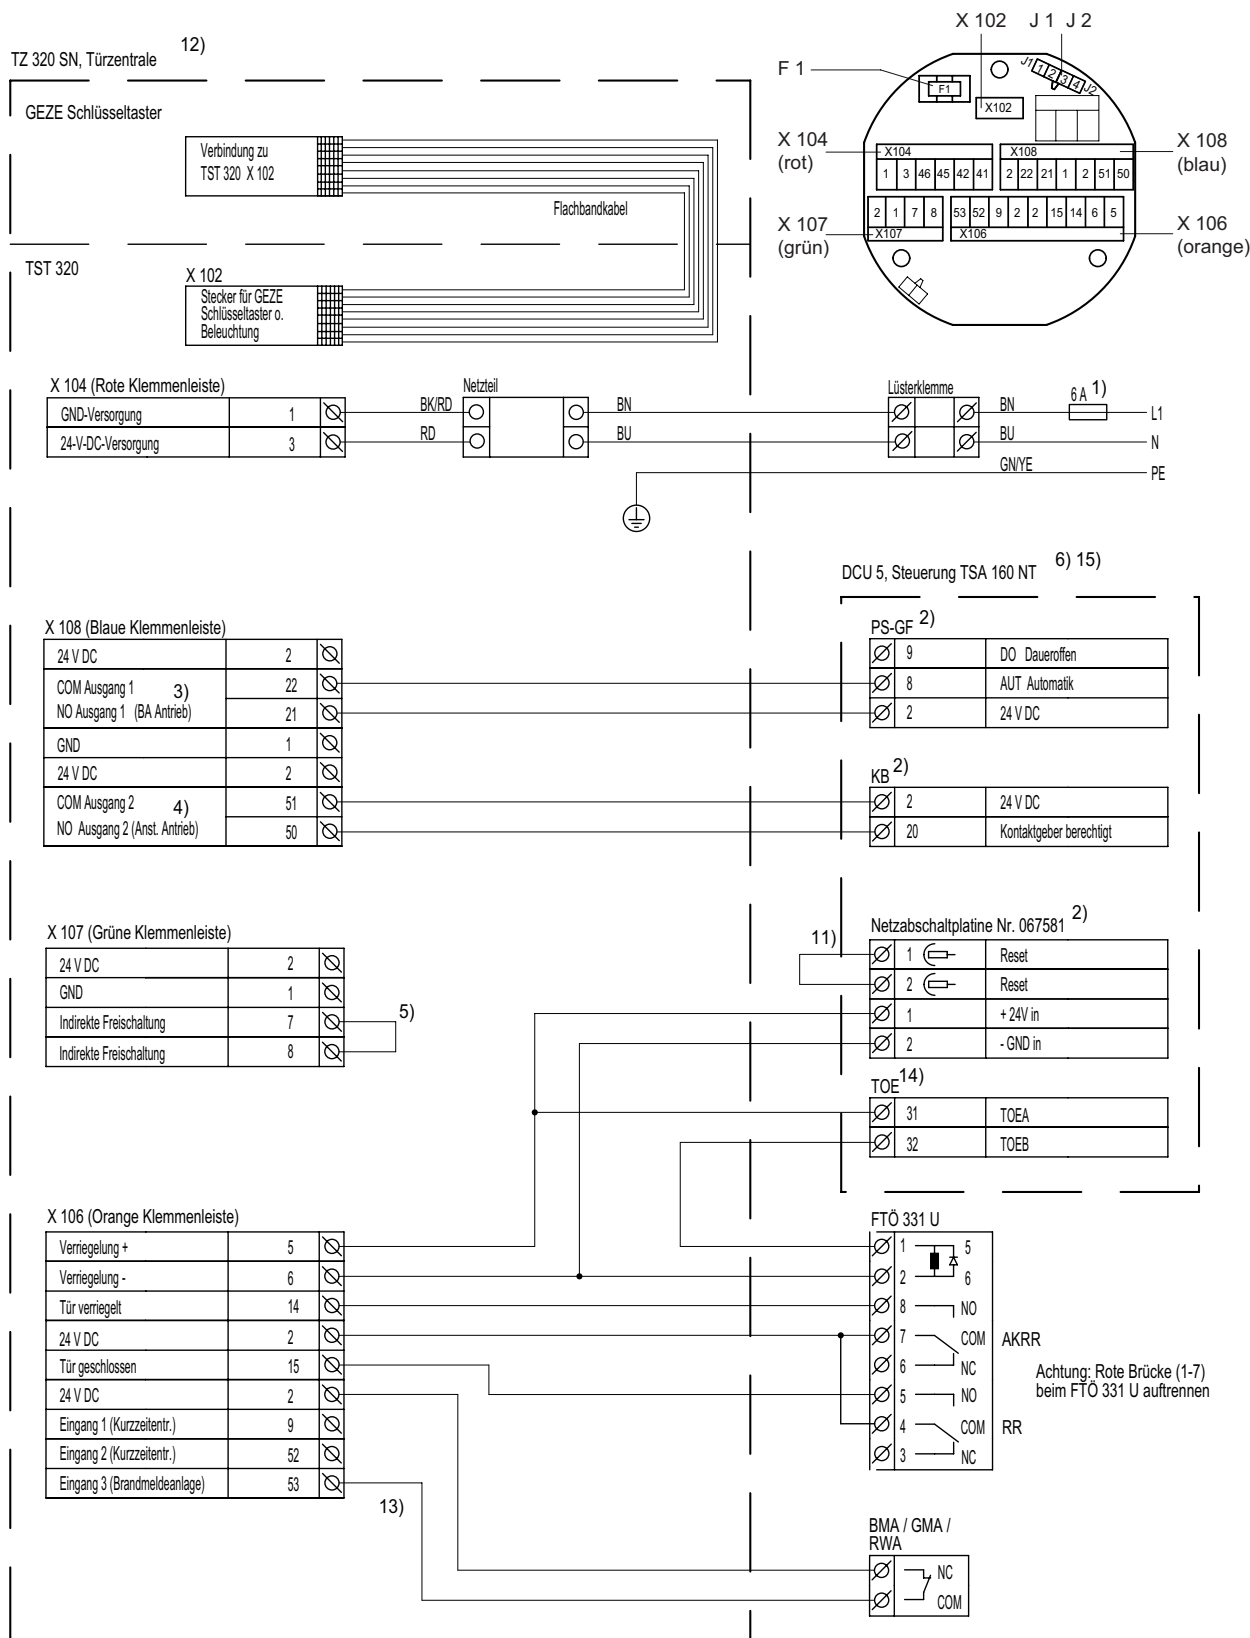 X 102 J 1 J 2
TZ 320 SN, Türzentrale 12)
GEZE Schlüsseltaster
Verbindung zu
TST 320 X 102
Flachbandkabel
TST 320
X 102
Stecker für GEZE
Schlüsseltaster o.
Beleuchtung
F 1
J1 1 2 3 4 J2
F1
X102
X 104
(rot)
X104
1 3 46 45 42 41
X108
2 22 21 1 2 51 50
X 108
(blau)
X 107
(grün)
2 1 7 8
X107
53 52 9 2 2 15 14 6 5
X106
X 106
(orange)
X 104 (Rote Klemmenleiste)
GND-Versorgung 1
24-V-DC-Versorgung 3
Netzteil
BK/RD
RD
BN
BU
Lüsterklemme
BN
BU
6 A 1)
L1
N
GN/YE
PE
DCU 5, Steuerung TSA 160 NT 6) 15)
X 108 (Blaue Klemmenleiste)
24 V DC 2
COM Ausgang 1 3) 22
NO Ausgang 1 (BA Antrieb) 21
GND 1
24 V DC 2
COM Ausgang 2 4) 51
NO Ausgang 2 (Anst. Antrieb) 50
PS-GF 2)
9 DO Daueroffen
8 AUT Automatik
2 24 V DC
KB 2)
2 24 V DC
20 Kontaktgeber berechtigt
X 107 (Grüne Klemmenleiste)
24 V DC 2
GND 1
Indirekte Freischaltung 7
Indirekte Freischaltung 8
5)
11)
Netzabschaltplatine Nr. 067581 2)
1 Reset
2 Reset
1 + 24V in
2 - GND in
TOE 14)
31 TOEA
32 TOEB
X 106 (Orange Klemmenleiste)
Verriegelung + 5
Verriegelung - 6
Tür verriegelt 14
24 V DC 2
Tür geschlossen 15
24 V DC 2
Eingang 1 (Kurzzeitentr.) 9
Eingang 2 (Kurzzeitentr.) 52
Eingang 3 (Brandmeldeanlage) 53
13)
FTÖ 331 U
1 5
2 6
8 NO
7 COM AKRR
6 NC
5 NO
4 COM RR
3 NC
Achtung: Rote Brücke (1-7)
beim FTÖ 331 U auftrennen
BMA / GMA /
RWA
NC
COM